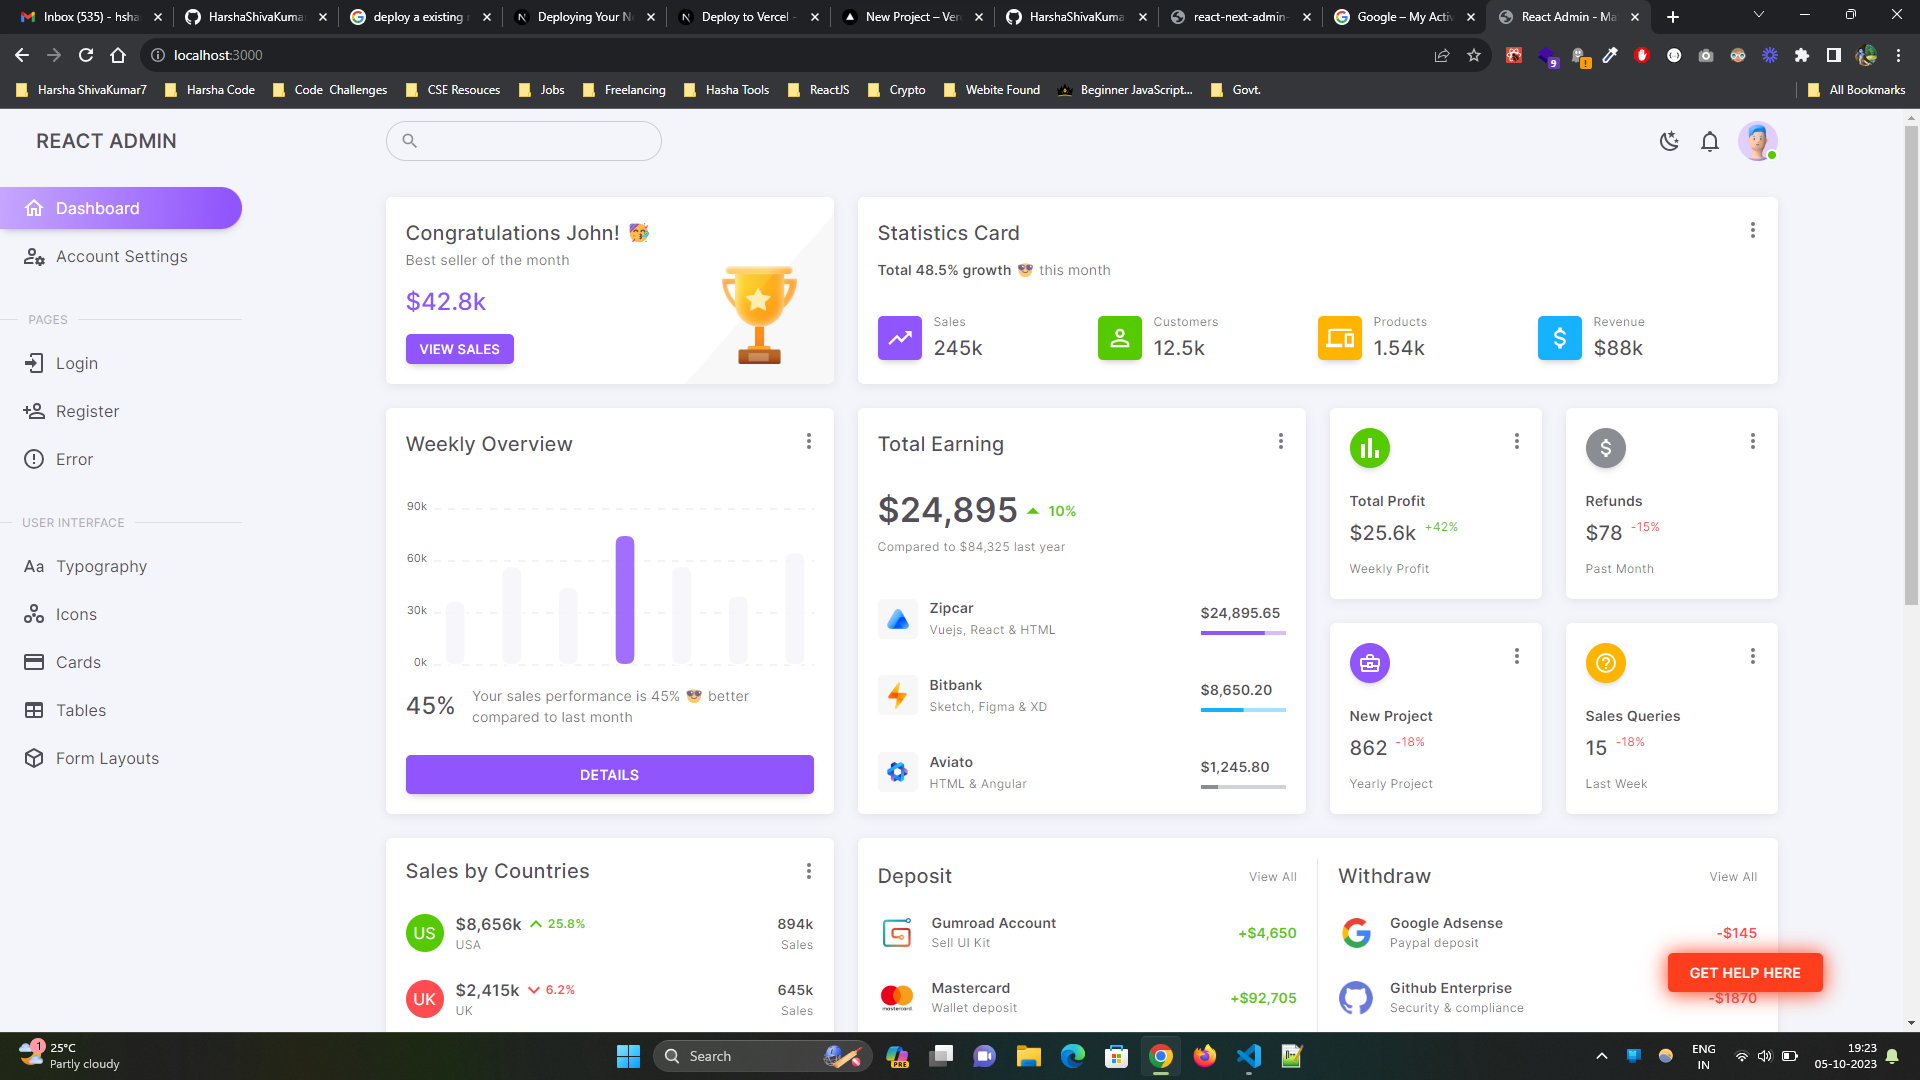 Inbox (535) - hsha
HarshaShivaKuma
deploy a existing r
Deploying Your N
Deploy to Vercel -
New Project – Ver
HarshaShivaKuma
react-next-admin-
Google – My Activ
React Admin - Ma
localhost:3000
9
Harsha ShivaKumar7
Harsha Code
Code Challenges
CSE Resouces
Jobs
Freelancing
Hasha Tools
ReactJS
Crypto
Webite Found
Beginner JavaScript...
Govt.
All Bookmarks
REACT ADMIN
Dashboard
Account Settings
PAGES
Login
Register
Error
USER INTERFACE
Aa Typography
Icons
Cards
Tables
Form Layouts
Congratulations John! 🥳
Best seller of the month
$42.8k
VIEW SALES
Statistics Card
Total 48.5% growth 😎 this month
Sales
245k
Customers
12.5k
Products
1.54k
Revenue
$88k
Weekly Overview
90k
60k
30k
0k
45%
Your sales performance is 45% 😎 better
compared to last month
DETAILS
Total Earning
$24,895 10%
Compared to $84,325 last year
Zipcar
Vuejs, React & HTML
$24,895.65
Bitbank
Sketch, Figma & XD
$8,650.20
Aviato
HTML & Angular
$1,245.80
Total Profit
$25.6k +42%
Weekly Profit
Refunds
$78 -15%
Past Month
New Project
862 -18%
Yearly Project
Sales Queries
15 -18%
Last Week
Sales by Countries
US
$8,656k 25.8%
USA
894k
Sales
UK
$2,415k 6.2%
UK
645k
Sales
Deposit
View All
Gumroad Account
Sell UI Kit
+$4,650
mastercard
Mastercard
Wallet deposit
+$92,705
Withdraw
View All
Google Adsense
Paypal deposit
-$145
Github Enterprise
Security & compliance
-$1870
GET HELP HERE
1
25°C
Partly cloudy
Search
PRE
ENG
IN
19:23
05-10-2023